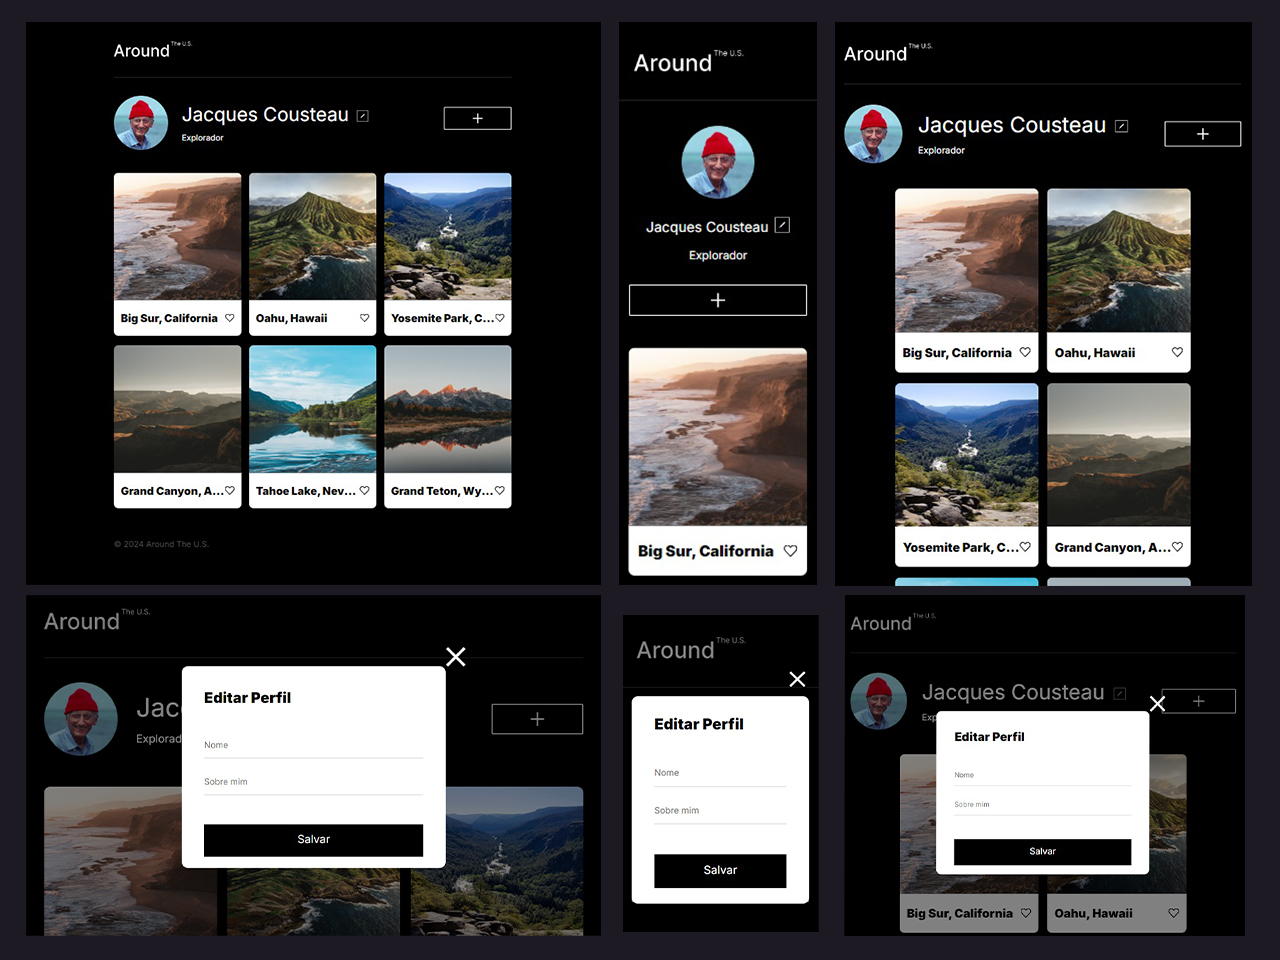 Around The U.S.
Jacques Cousteau
Explorador
Big Sur, California
Oahu, Hawaii
Yosemite Park, C...
Grand Canyon, A...
Tahoe Lake, Nev...
Grand Teton, Wy...
© 2024 Around The U.S.
Around The U.S.
Jacques Cousteau
Explorador
Big Sur, California
Around The U.S.
Jacques Cousteau
Explorador
Big Sur, California
Oahu, Hawaii
Yosemite Park, C...
Grand Canyon, A...
Around The U.S.
Jac
Explorad
Editar Perfil
Nome
Sobre mim
Salvar
Around The U.S.
Editar Perfil
Nome
Sobre mim
Salvar
Around The U.S.
Jacques Cousteau
Exp
Editar Perfil
Nome
Sobre mim
Salvar
Big Sur, California
Oahu, Hawaii